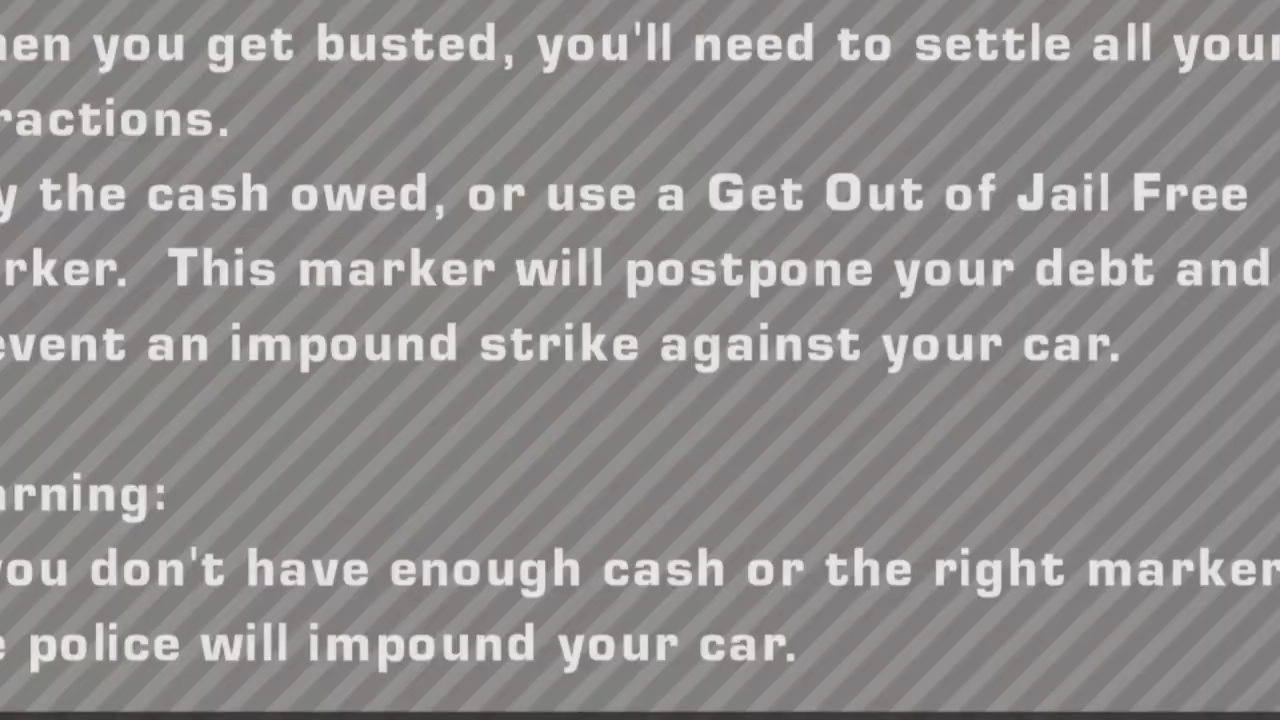 hen you get busted, you'll need to settle all your
ractions.
y the cash owed, or use a Get Out of Jail Free
rker. This marker will postpone your debt and
event an impound strike against your car.
arning:
you don't have enough cash or the right marker
e police will impound your car.